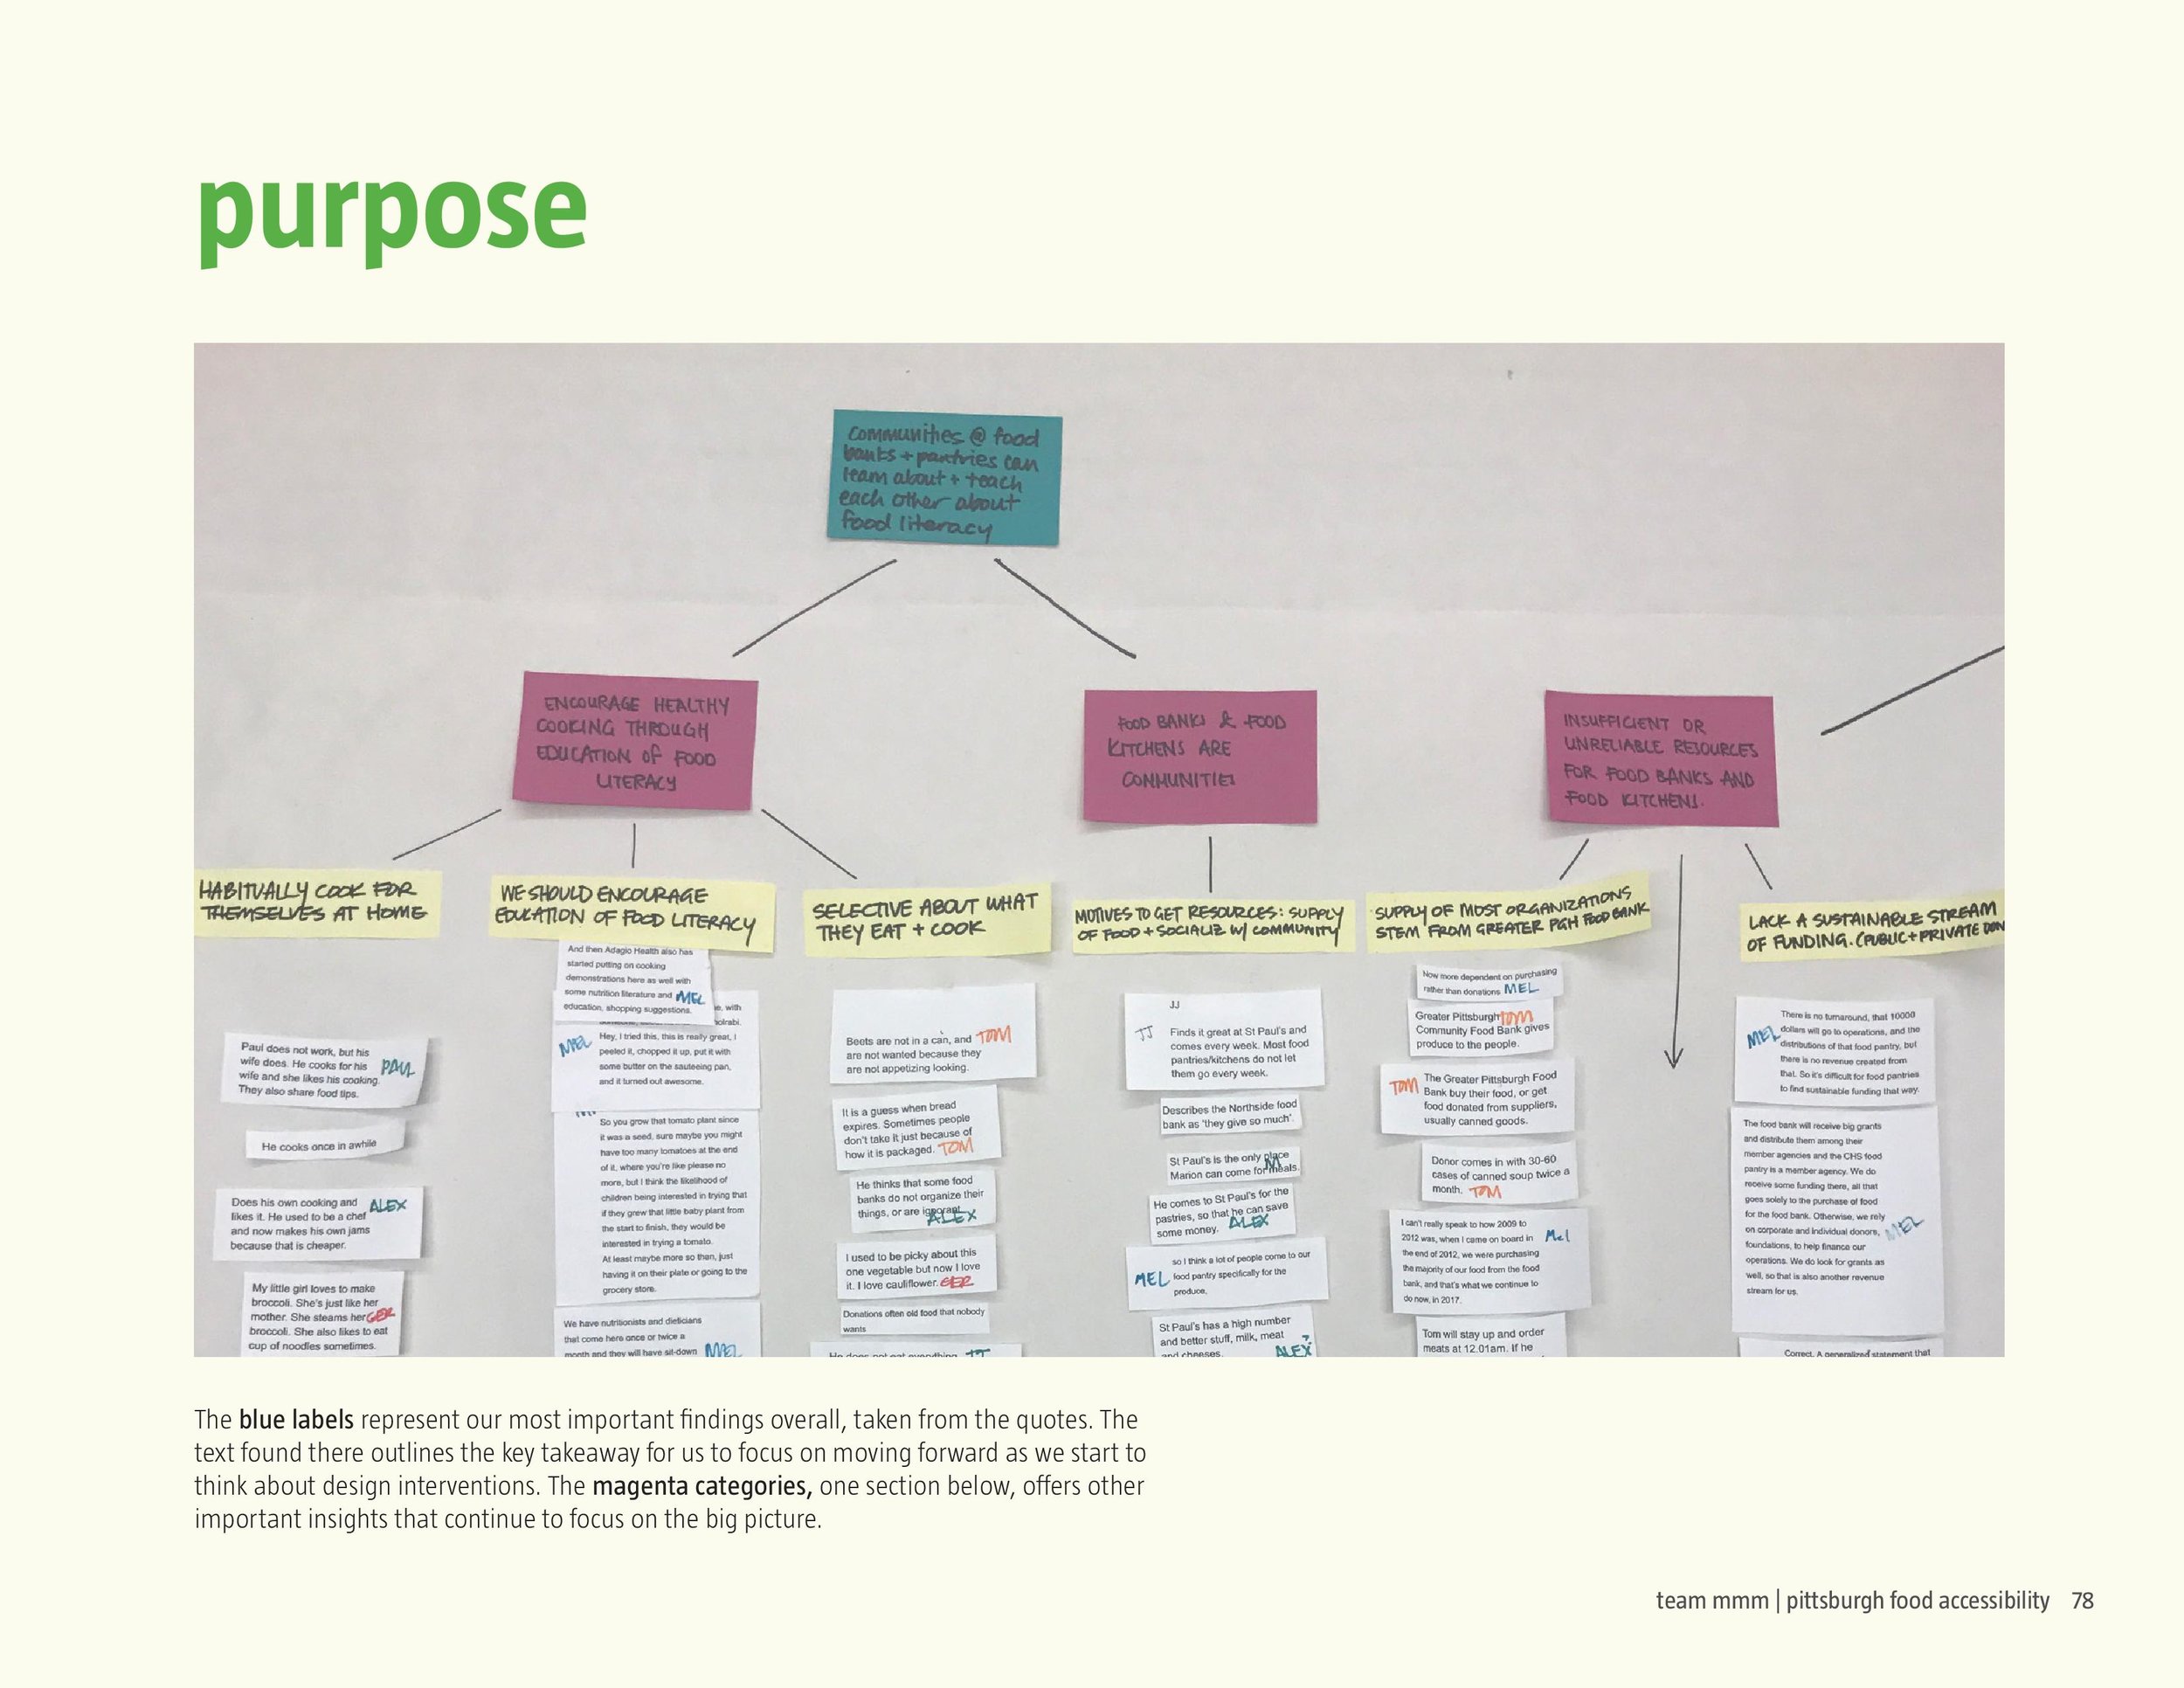 purpose
Communities @ food
banks + pantries can
learn about + teach
each other about
food literacy
ENCOURAGE HEALTHY
COOKING THROUGH
EDUCATION OF FOOD
LITERACY
FOOD BANKS & FOOD
KITCHENS ARE
COMMUNITIES
INSUFFICIENT OR
UNRELIABLE RESOURCES
FOR FOOD BANKS AND
FOOD KITCHENS.
HABITUALLY COOK FOR
THEMSELVES AT HOME
Paul does not work, but his
wife does. He cooks for his
wife and she likes his cooking.
They also share food tips.
PAUL
He cooks once in awhile
Does his own cooking and
likes it. He used to be a chef
and now makes his own jams
because that is cheaper.
ALEX
My little girl loves to make
broccoli. She's just like her
mother. She steams her
broccoli. She also likes to eat
cup of noodles sometimes.
GER
WE SHOULD ENCOURAGE
EDUCATION OF FOOD LITERACY
And then Adagio Health also has
started putting on cooking
demonstrations here as well with
some nutrition literature and
education, shopping suggestions.
MEL
e, with
olrabi.
MEL
Hey, I tried this, this is really great, I
peeled it, chopped it up, put it with
some butter on the sauteeing pan,
and it turned out awesome.
So you grow that tomato plant since
it was a seed, sure maybe you might
have too many tomatoes at the end
of it, where you're like please no
more, but I think the likelihood of
children being interested in trying that
if they grew that little baby plant from
the start to finish, they would be
interested in trying a tomato.
At least maybe more so than, just
having it on their plate or going to the
grocery store.
We have nutritionists and dieticians
that come here once or twice a
month and they will have sit-down
MEL
SELECTIVE ABOUT WHAT
THEY EAT + COOK
Beets are not in a can, and
are not wanted because they
are not appetizing looking.
TOM
It is a guess when bread
expires. Sometimes people
don't take it just because of
how it is packaged.
TOM
He thinks that some food
banks do not organize their
things, or are ignorant.
ALEX
I used to be picky about this
one vegetable but now I love
it. I love cauliflower.
GER
Donations often old food that nobody
wants
He does not eat everything
JJ
MOTIVES TO GET RESOURCES: SUPPLY
OF FOOD + SOCIALIZ W/ COMMUNITY
JJ
JJ
Finds it great at St Paul's and
comes every week. Most food
pantries/kitchens do not let
them go every week.
Describes the Northside food
bank as 'they give so much'.
St Paul's is the only place
Marion can come for meals.
M
He comes to St Paul's for the
pastries, so that he can save
some money.
ALEX
MEL
so I think a lot of people come to our
food pantry specifically for the
produce,
St Paul's has a high number
and better stuff, milk, meat
and cheeses.
ALEX?
SUPPLY OF MOST ORGANIZATIONS
STEM FROM GREATER PGH FOOD BANK
Now more dependent on purchasing
rather than donations
MEL
Greater Pittsburgh
Community Food Bank gives
produce to the people.
TOM
TOM
The Greater Pittsburgh Food
Bank buy their food, or get
food donated from suppliers,
usually canned goods.
Donor comes in with 30-60
cases of canned soup twice a
month.
TOM
I can't really speak to how 2009 to
2012 was, when I came on board in
the end of 2012, we were purchasing
the majority of our food from the food
bank, and that's what we continue to
do now, in 2017.
Mel
Tom will stay up and order
meats at 12.01am. If he
LACK A SUSTAINABLE STREAM
OF FUNDING. (PUBLIC + PRIVATE DON
MEL
There is no turnaround, that 10000
dollars will go to operations, and the
distributions of that food pantry, but
there is no revenue created from
that. So it's difficult for food pantries
to find sustainable funding that way.
The food bank will receive big grants
and distribute them among their
member agencies and the CHS food
pantry is a member agency. We do
receive some funding there, all that
goes solely to the purchase of food
for the food bank. Otherwise, we rely
on corporate and individual donors,
foundations, to help finance our
operations. We do look for grants as
well, so that is also another revenue
stream for us.
MEL
Correct. A generalized statement that
The blue labels represent our most important findings overall, taken from the quotes. The
text found there outlines the key takeaway for us to focus on moving forward as we start to
think about design interventions. The magenta categories, one section below, offers other
important insights that continue to focus on the big picture.
team mmm | pittsburgh food accessibility 78